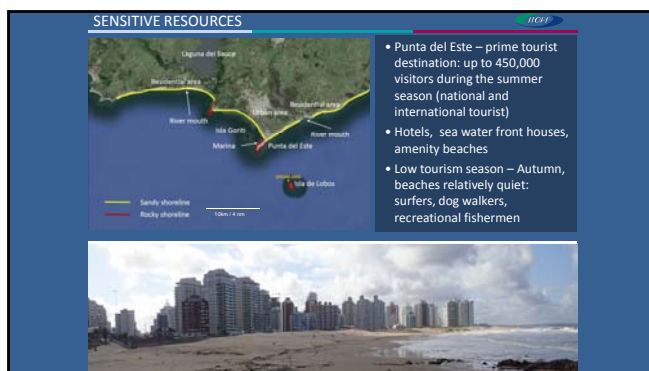 SENSITIVE RESOURCES
ITOPF
Laguna del Sauce
Residential area
Residential area
Urban area
River mouth
Isla Gorriti
River mouth
Marina
Punta del Este
Isla de Lobos
Sandy shoreline
Rocky shoreline
10km / 4 nm
• Punta del Este – prime tourist
destination: up to 450,000
visitors during the summer
season (national and
international tourist)
• Hotels, sea water front houses,
amenity beaches
• Low tourism season – Autumn,
beaches relatively quiet:
surfers, dog walkers,
recreational fishermen